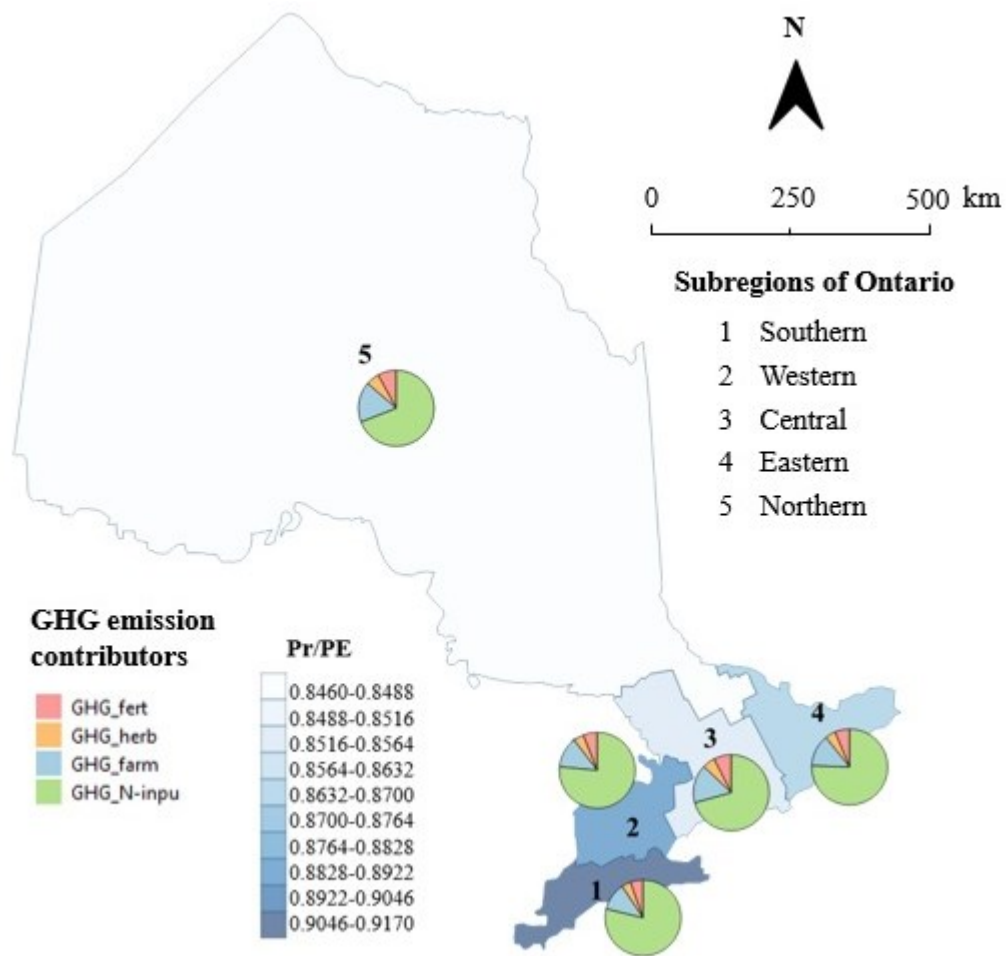 N
0 250 500 km
Subregions of Ontario
1 Southern
2 Western
3 Central
4 Eastern
5 Northern
5
GHG emission
contributors
GHG_fert
GHG_herb
GHG_farm
GHG_N-inpu
Pr/PE
0.8460-0.8488
0.8488-0.8516
0.8516-0.8564
0.8564-0.8632
0.8632-0.8700
0.8700-0.8764
0.8764-0.8828
0.8828-0.8922
0.8922-0.9046
0.9046-0.9170
4
3
2
1